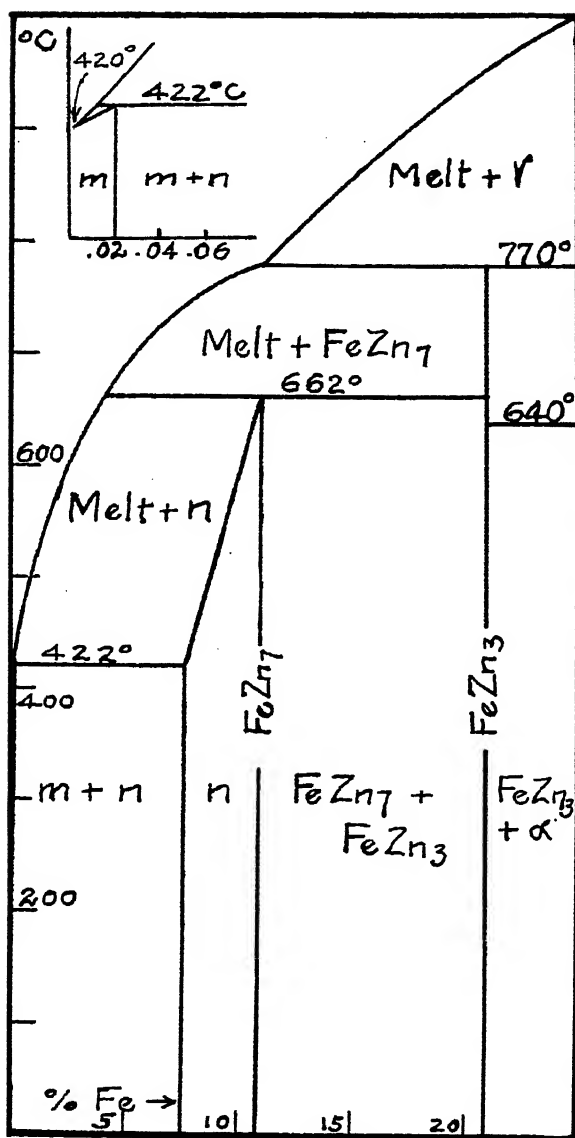 °C
420°
422°C
m m+n
.02 .04 .06
Melt + γ
770°
Melt + FeZn7
662°
640°
600
Melt + n
422°
400
FeZn7
FeZn3
m + n
n
FeZn7 +
FeZn3
FeZn3
+ α
200
% Fe →
5 10 15 20